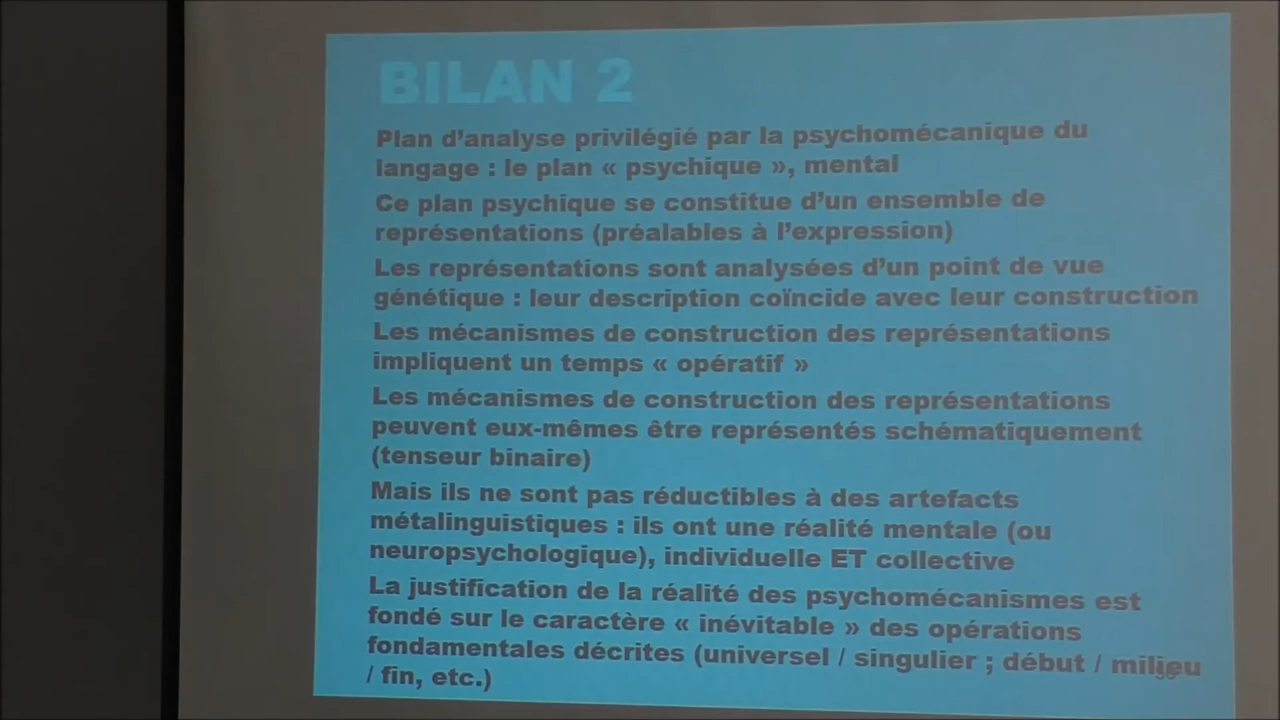 BILAN 2
Plan d'analyse privilégié par la psychomécanique du
langage : le plan « psychique », mental
Ce plan psychique se constitue d'un ensemble de
représentations (préalables à l'expression)
Les représentations sont analysées d'un point de vue
génétique : leur description coïncide avec leur construction
Les mécanismes de construction des représentations
impliquent un temps « opératif »
Les mécanismes de construction des représentations
peuvent eux-mêmes être représentés schématiquement
(tenseur binaire)
Mais ils ne sont pas réductibles à des artefacts
métalinguistiques : ils ont une réalité mentale (ou
neuropsychologique), individuelle ET collective
La justification de la réalité des psychomécanismes est
fondé sur le caractère « inévitable » des opérations
fondamentales décrites (universel / singulier ; début / milieu
/ fin, etc.)